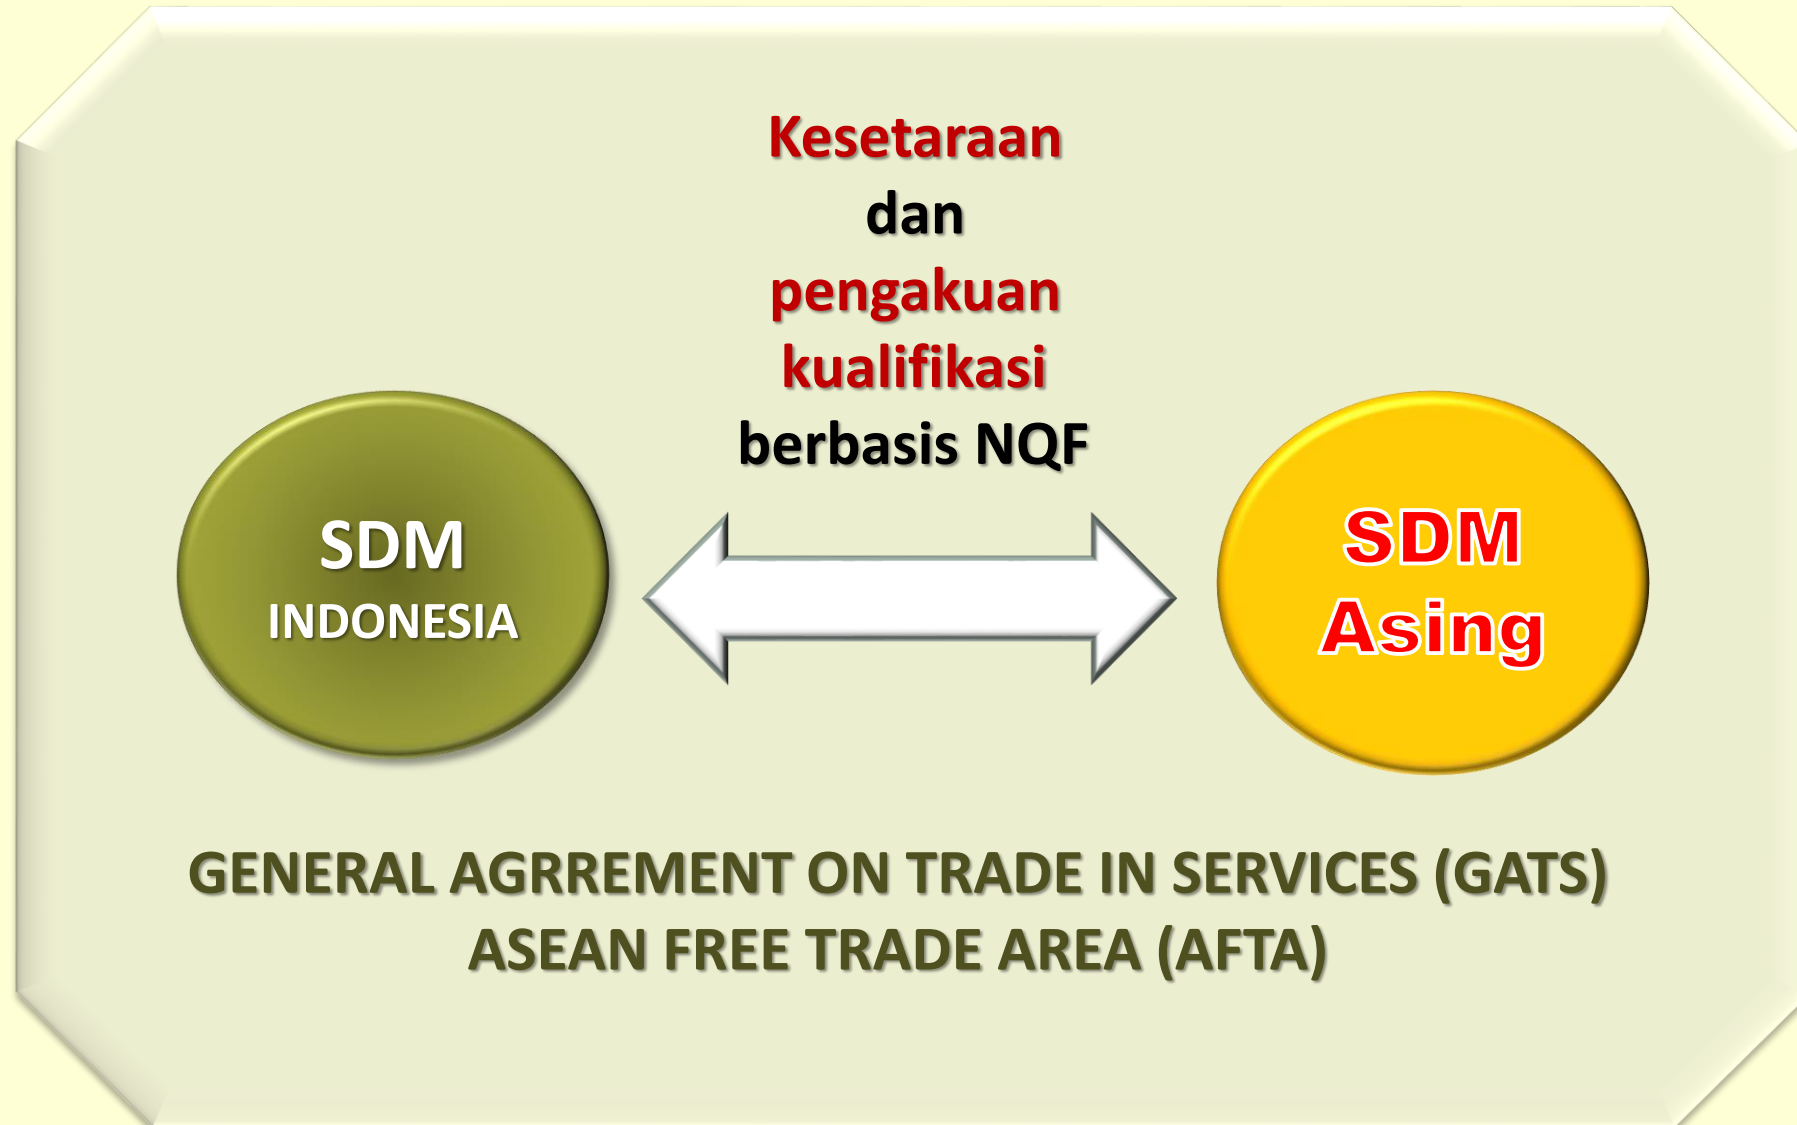 Kesetaraan
dan
pengakuan
kualifikasi
berbasis NQF
SDM
INDONESIA
SDM
Asing
GENERAL AGRREMENT ON TRADE IN SERVICES (GATS)
ASEAN FREE TRADE AREA (AFTA)